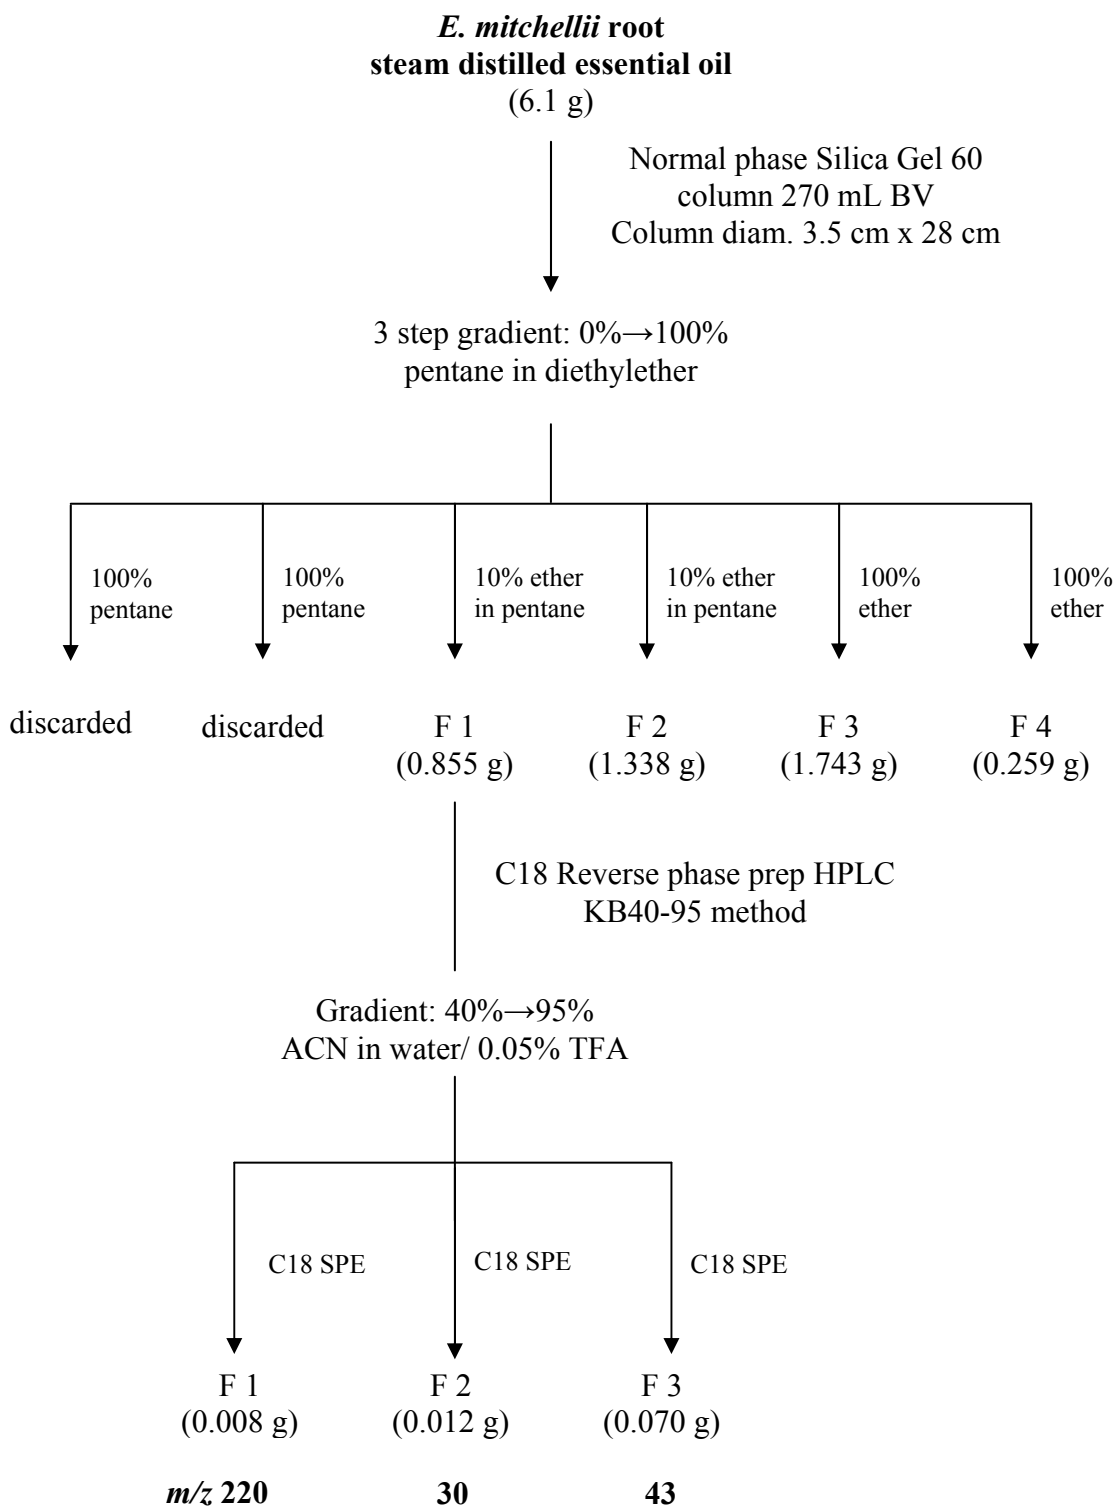 E. mitchellii root
steam distilled essential oil
(6.1 g)
Normal phase Silica Gel 60
column 270 mL BV
Column diam. 3.5 cm x 28 cm
3 step gradient: 0%→100%
pentane in diethylether
100%
pentane
100%
pentane
10% ether
in pentane
10% ether
in pentane
100%
ether
100%
ether
discarded
discarded
F 1
(0.855 g)
F 2
(1.338 g)
F 3
(1.743 g)
F 4
(0.259 g)
C18 Reverse phase prep HPLC
KB40-95 method
Gradient: 40%→95%
ACN in water/ 0.05% TFA
C18 SPE
C18 SPE
C18 SPE
F 1
(0.008 g)
F 2
(0.012 g)
F 3
(0.070 g)
m/z 220
30
43